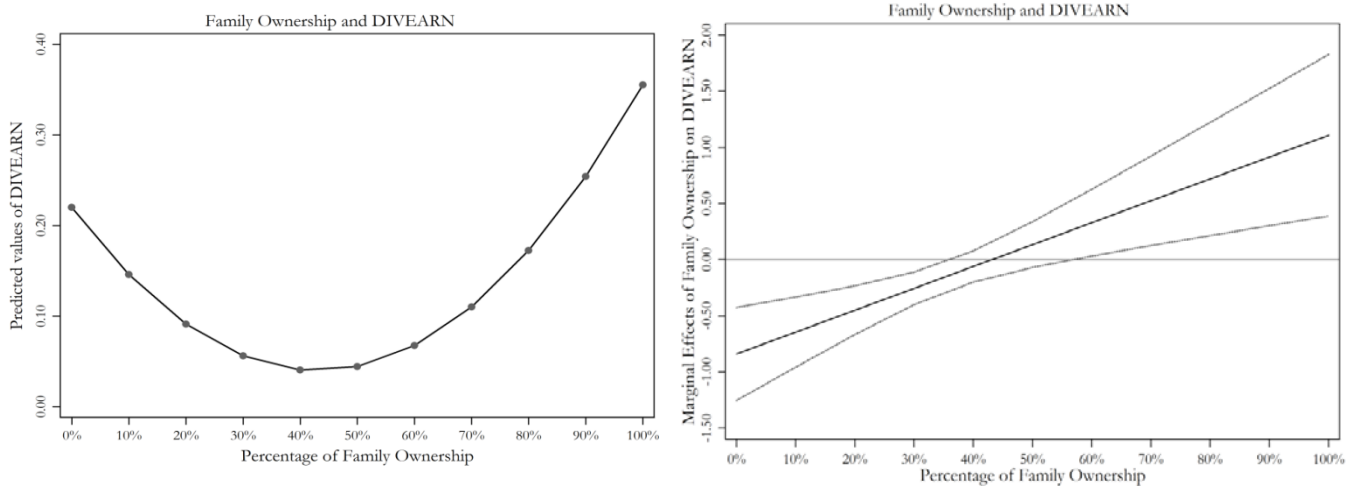 Family Ownership and DIVEARN
Predicted values of DIVEARN
0.40
0.30
0.20
0.10
0.00
0% 10% 20% 30% 40% 50% 60% 70% 80% 90% 100%
Percentage of Family Ownership
Family Ownership and DIVEARN
Marginal Effects of Family Ownership on DIVEARN
2.00
1.50
1.00
0.50
0.00
-0.50
-1.00
-1.50
0% 10% 20% 30% 40% 50% 60% 70% 80% 90% 100%
Percentage of Family Ownership